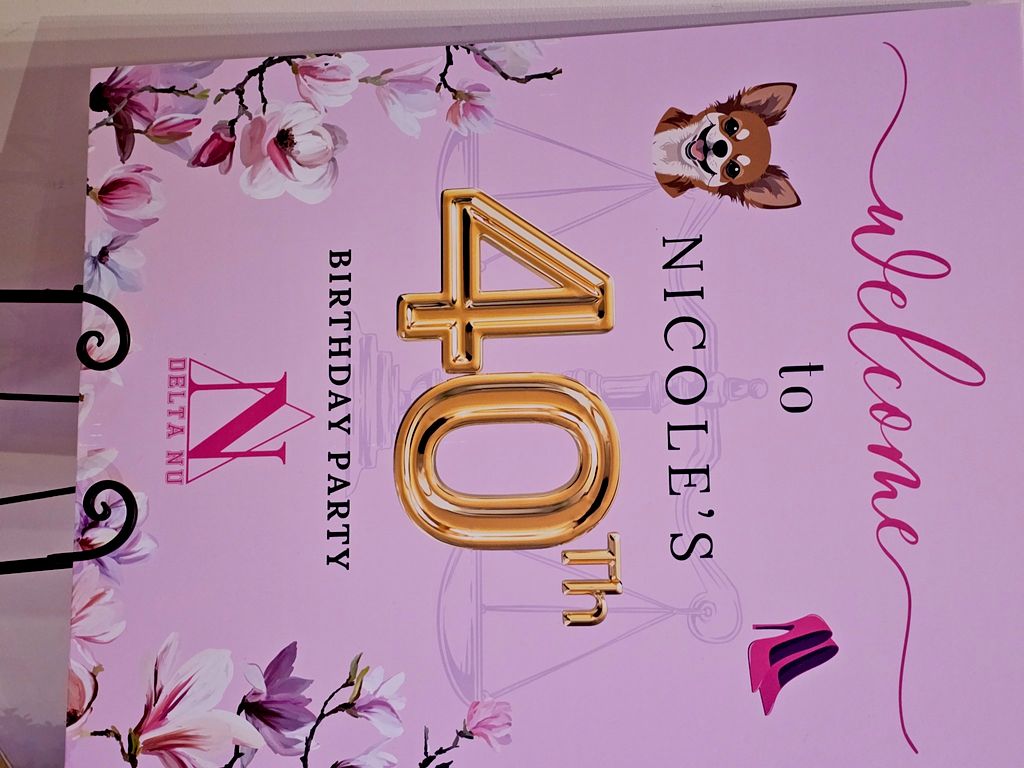 welcome
to
NICOLE'S
40Th
BIRTHDAY PARTY
N
DELTA NU